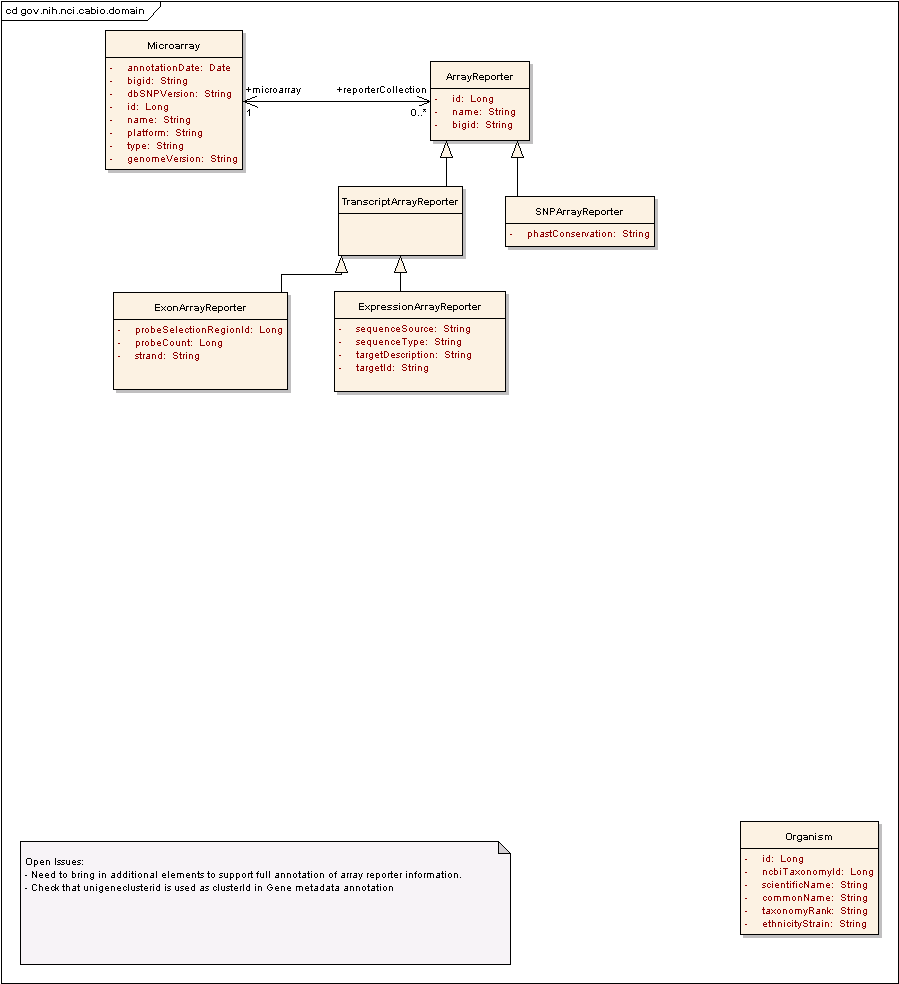 cd gov.nih.nci.cabio.domain
Microarray
- annotationDate: Date
- bigid: String
- dbSNPVersion: String
- id: Long
- name: String
- platform: String
- type: String
- genomeVersion: String
+microarray
1
+reporterCollection
0..*
ArrayReporter
- id: Long
- name: String
- bigid: String
TranscriptArrayReporter
SNPArrayReporter
- phastConservation: String
ExonArrayReporter
- probeSelectionRegionId: Long
- probeCount: Long
- strand: String
ExpressionArrayReporter
- sequenceSource: String
- sequenceType: String
- targetDescription: String
- targetId: String
Open Issues:
- Need to bring in additional elements to support full annotation of array reporter information.
- Check that unigeneclusterid is used as clusterId in Gene metadata annotation
Organism
- id: Long
- ncbiTaxonomyId: Long
- scientificName: String
- commonName: String
- taxonomyRank: String
- ethnicityStrain: String